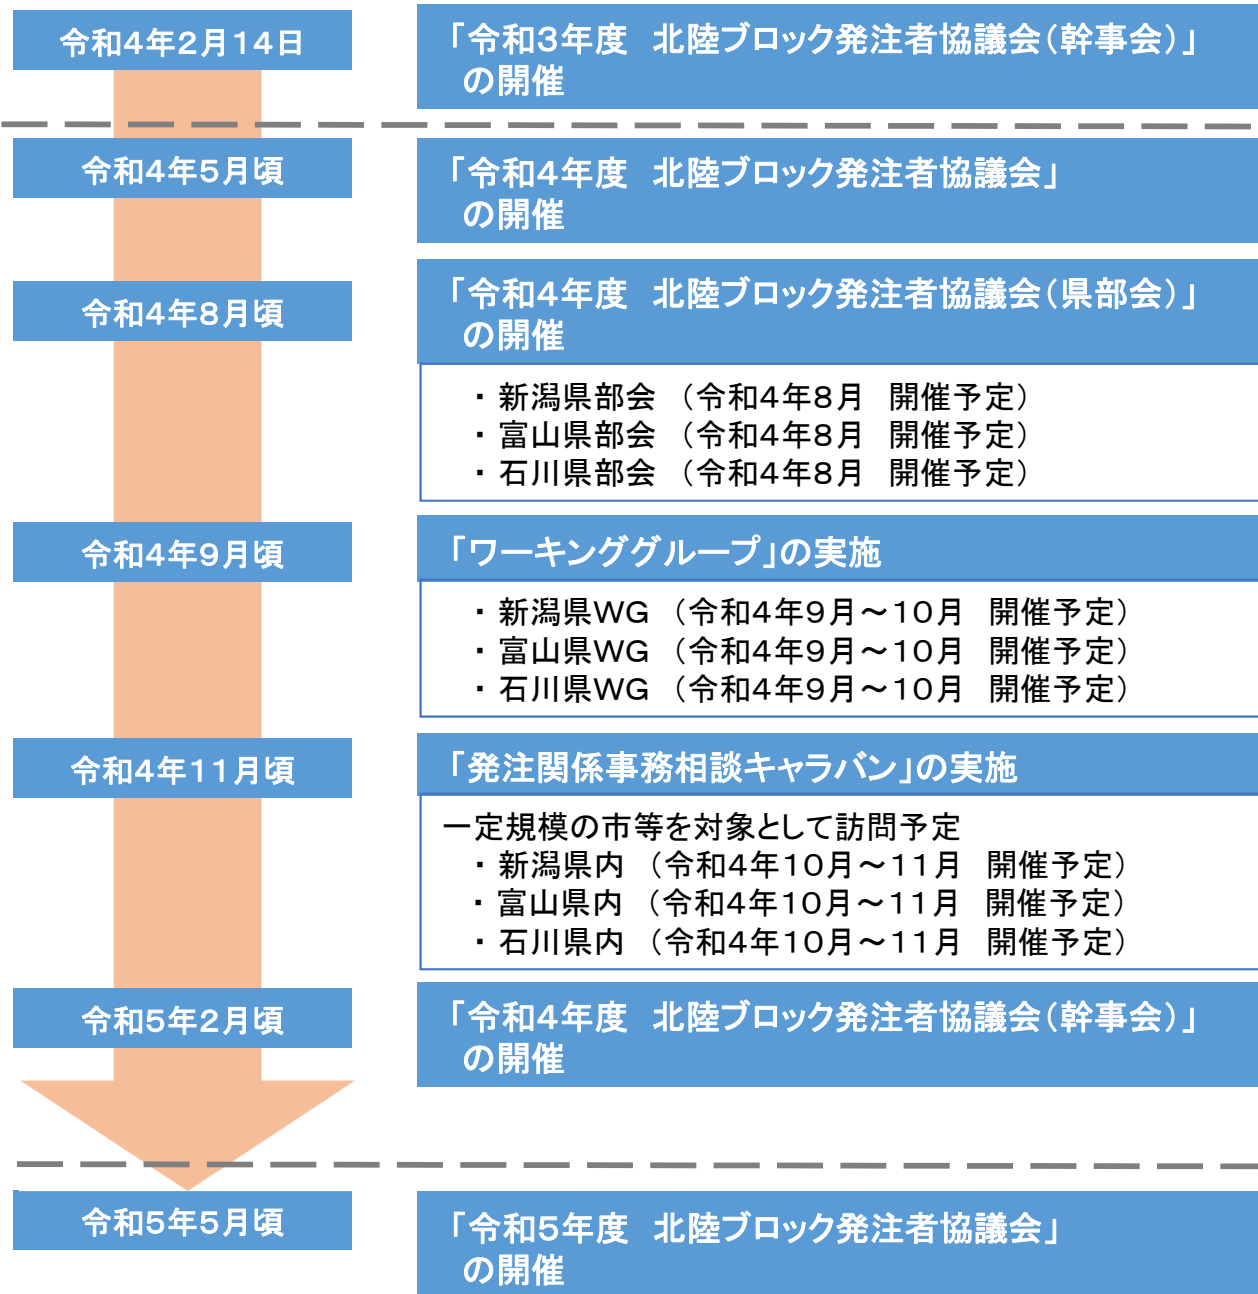 令和4年2月14日
「令和3年度　北陸ブロック発注者協議会(幹事会)」
の開催
令和4年5月頃
「令和4年度　北陸ブロック発注者協議会」
の開催
令和4年8月頃
「令和4年度　北陸ブロック発注者協議会(県部会)」
の開催
・新潟県部会　(令和4年8月　開催予定)
・富山県部会　(令和4年8月　開催予定)
・石川県部会　(令和4年8月　開催予定)
令和4年9月頃
「ワーキンググループ」の実施
・新潟県WG　(令和4年9月～10月　開催予定)
・富山県WG　(令和4年9月～10月　開催予定)
・石川県WG　(令和4年9月～10月　開催予定)
令和4年11月頃
「発注関係事務相談キャラバン」の実施
一定規模の市等を対象として訪問予定
・新潟県内　(令和4年10月～11月　開催予定)
・富山県内　(令和4年10月～11月　開催予定)
・石川県内　(令和4年10月～11月　開催予定)
令和5年2月頃
「令和4年度　北陸ブロック発注者協議会(幹事会)」
の開催
令和5年5月頃
「令和5年度　北陸ブロック発注者協議会」
の開催